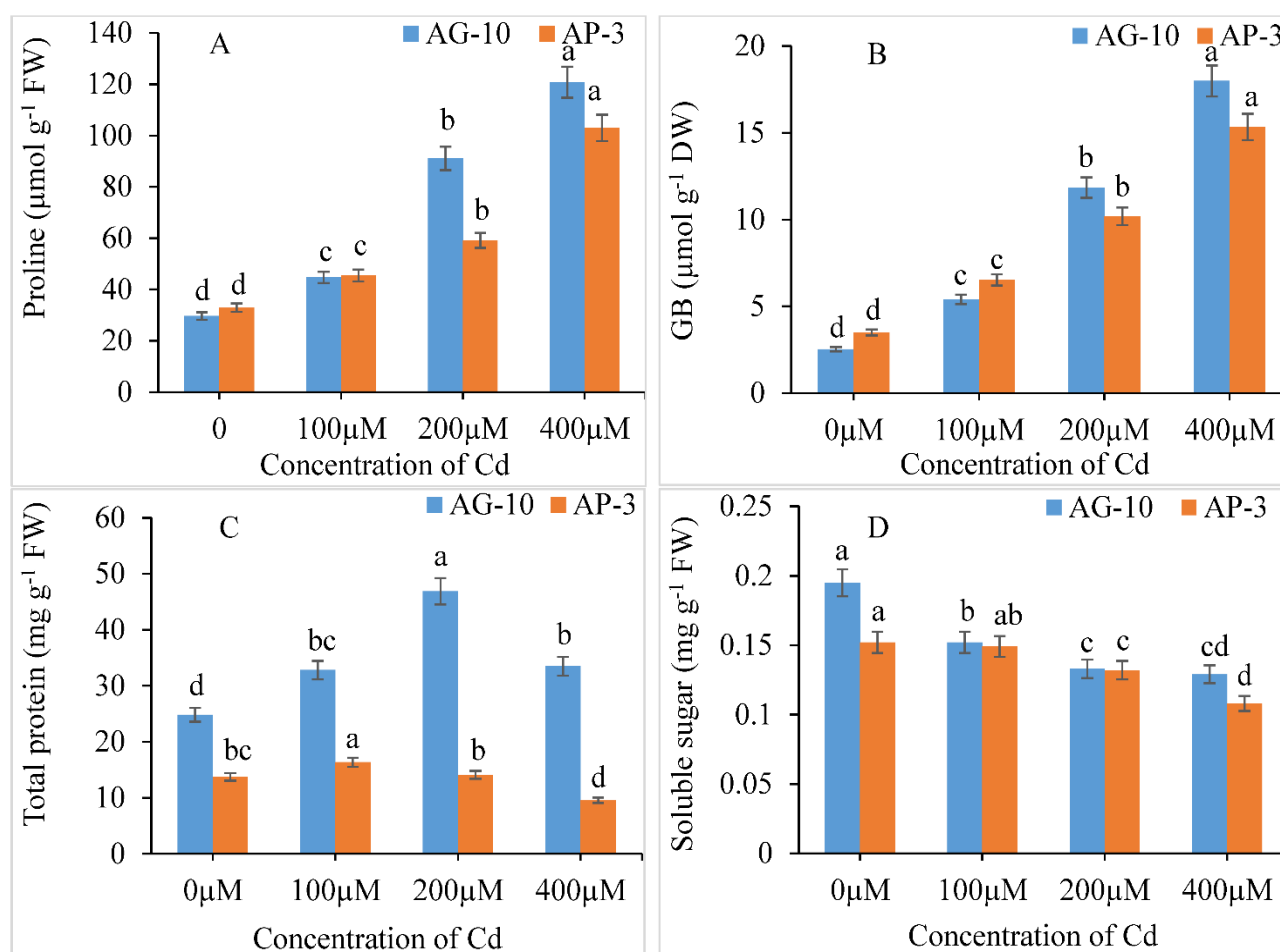 A
AG-10 AP-3
Proline (µmol g-1 FW)
140
120
100
80
60
40
20
0
d d c c b b a a
0 100µM 200µM 400µM
Concentration of Cd
B
AG-10 AP-3
GB (µmol g-1 DW)
20
15
10
5
0
d d c c b b a a
0µM 100µM 200µM 400µM
Concentration of Cd
C
AG-10 AP-3
Total protein (mg g-1 FW)
60
50
40
30
20
10
0
d bc bc a a b b d
0µM 100µM 200µM 400µM
Concentration of Cd
D
AG-10 AP-3
Soluble sugar (mg g-1 FW)
0.25
0.2
0.15
0.1
0.05
0
a a b ab c c cd d
0µM 100µM 200µM 400µM
Concentration of Cd